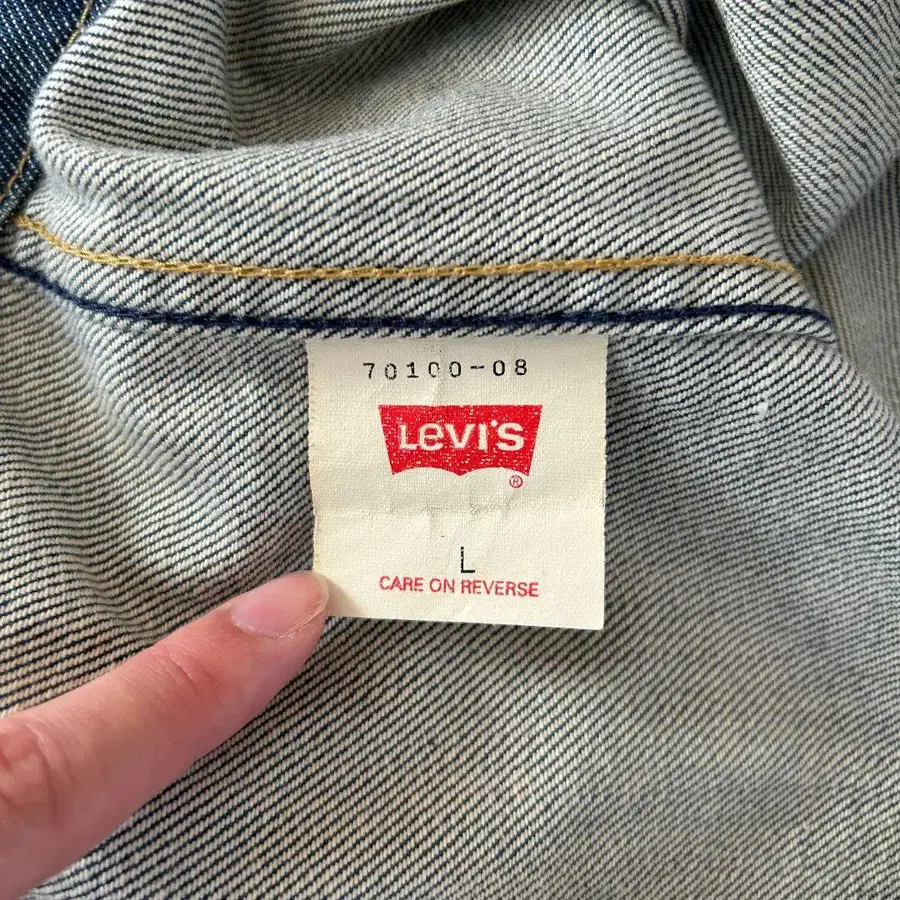 70100-08
Levi's
®
L
CARE ON REVERSE